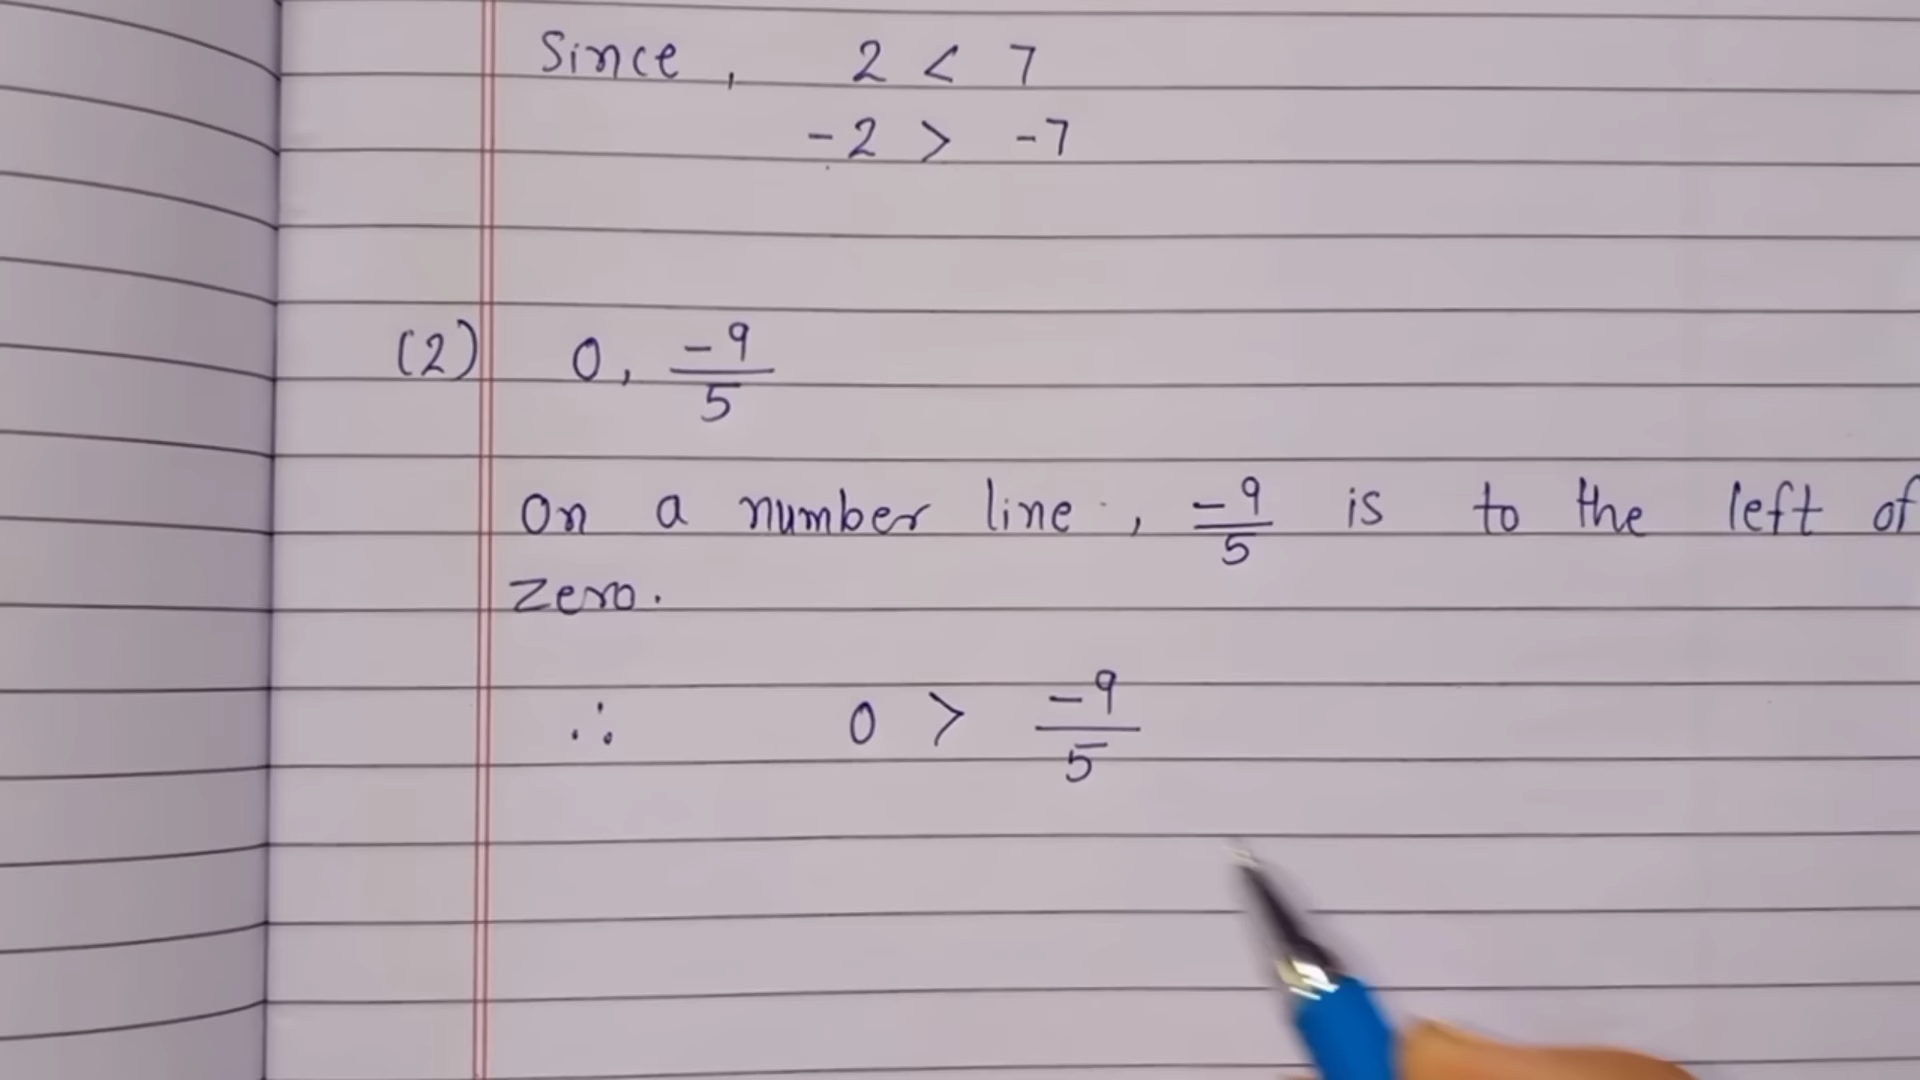 Since, 2 < 7
-2 > -7
(2) 0, -9/5
On a number line, -9/5 is to the left of
zero.
∴ 0 > -9/5